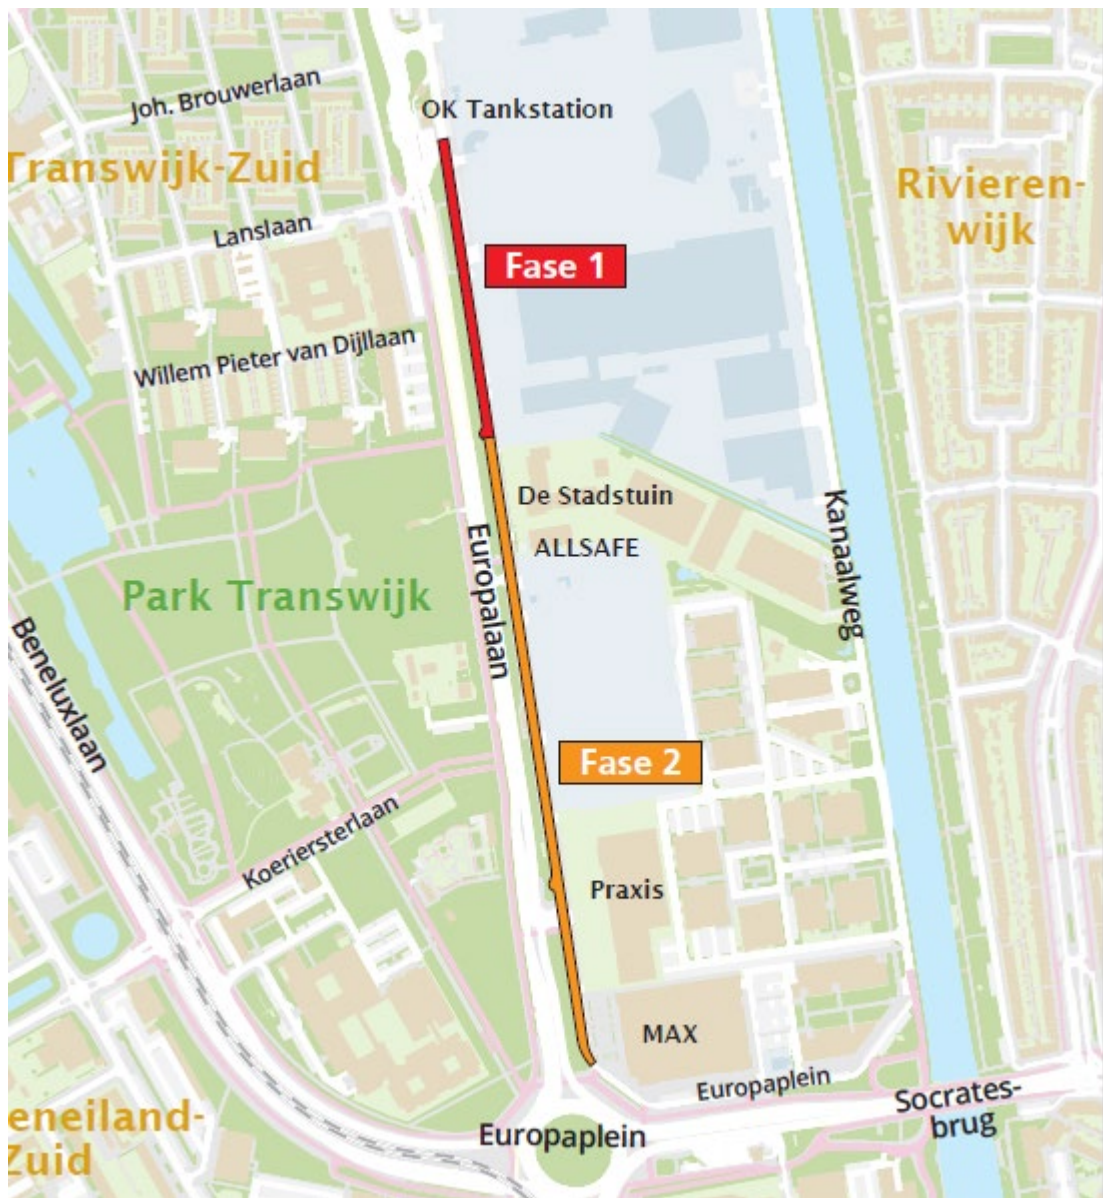 Joh. Brouwerlaan
OK Tankstation
Transwijk-Zuid
Rivieren-
wijk
Lanslaan
Fase 1
Willem Pieter van Dijllaan
De Stadstuin
ALLSAFE
Kanaalweg
Europalaan
Park Transwijk
Beneluxlaan
Fase 2
Koeriersterlaan
Praxis
MAX
Europaplein
Socrates-
brug
eneiland-
Zuid
Europaplein